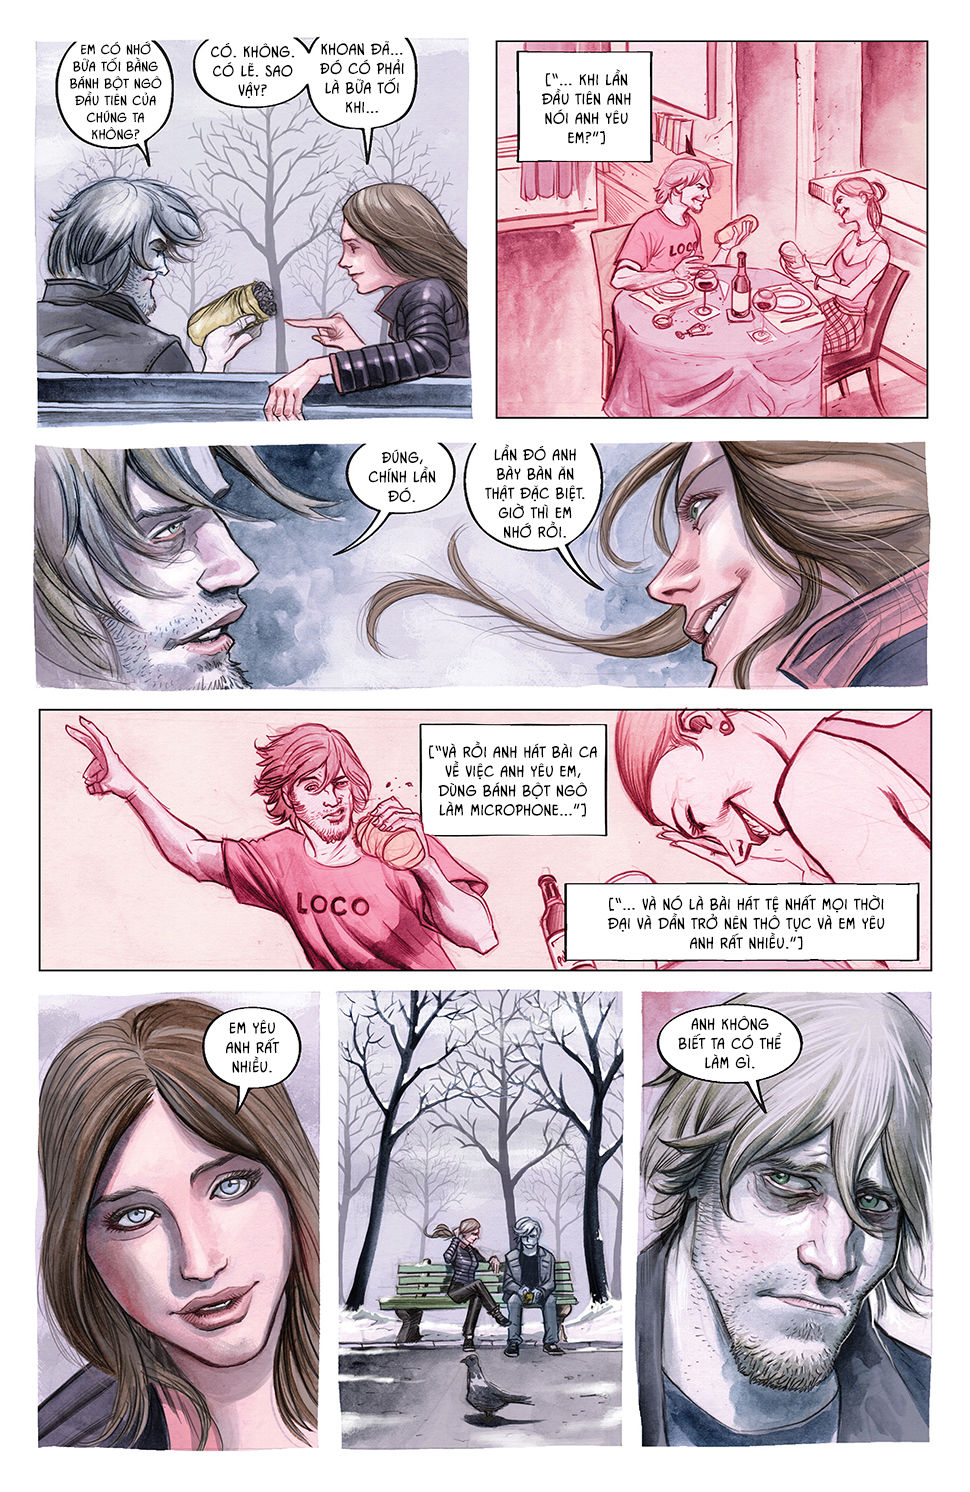 EM CÓ NHỚ
BỮA TỐI BẰNG
BÁNH BỘT NGÔ
ĐẦU TIÊN CỦA
CHÚNG TA
KHÔNG?
CÓ. KHÔNG.
CÓ LẼ. SAO
VẬY?
KHOAN ĐÃ...
ĐÓ CÓ PHẢI
LÀ BỮA TỐI
KHI...
["... KHI LẦN
ĐẦU TIÊN ANH
NÓI ANH YÊU
EM?"]
LOCO
ĐÚNG,
CHÍNH LẦN
ĐÓ.
LẦN ĐÓ ANH
BÀY BÀN ĂN
THẬT ĐẶC BIỆT.
GIỜ THÌ EM
NHỚ RỒI.
["VÀ RỒI ANH HÁT BÀI CA
VỀ VIỆC ANH YÊU EM,
DÙNG BÁNH BỘT NGÔ
LÀM MICROPHONE..."]
LOCO
["... VÀ NÓ LÀ BÀI HÁT TỆ NHẤT MỌI THỜI
ĐẠI VÀ DẦN TRỞ NÊN THÔ TỤC VÀ EM YÊU
ANH RẤT NHIỀU."]
EM YÊU
ANH RẤT
NHIỀU.
ANH KHÔNG
BIẾT TA CÓ THỂ
LÀM GÌ.